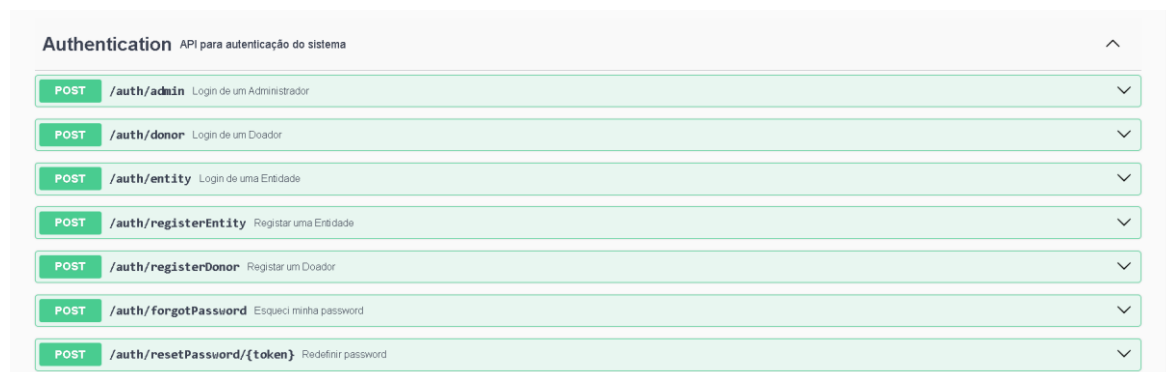 Authentication API para autenticação do sistema
POST /auth/admin Login de um Administrador
POST /auth/donor Login de um Doador
POST /auth/entity Login de uma Entidade
POST /auth/registerEntity Registar uma Entidade
POST /auth/registerDonor Registar um Doador
POST /auth/forgotPassword Esqueci minha password
POST /auth/resetPassword/{token} Redefinir password